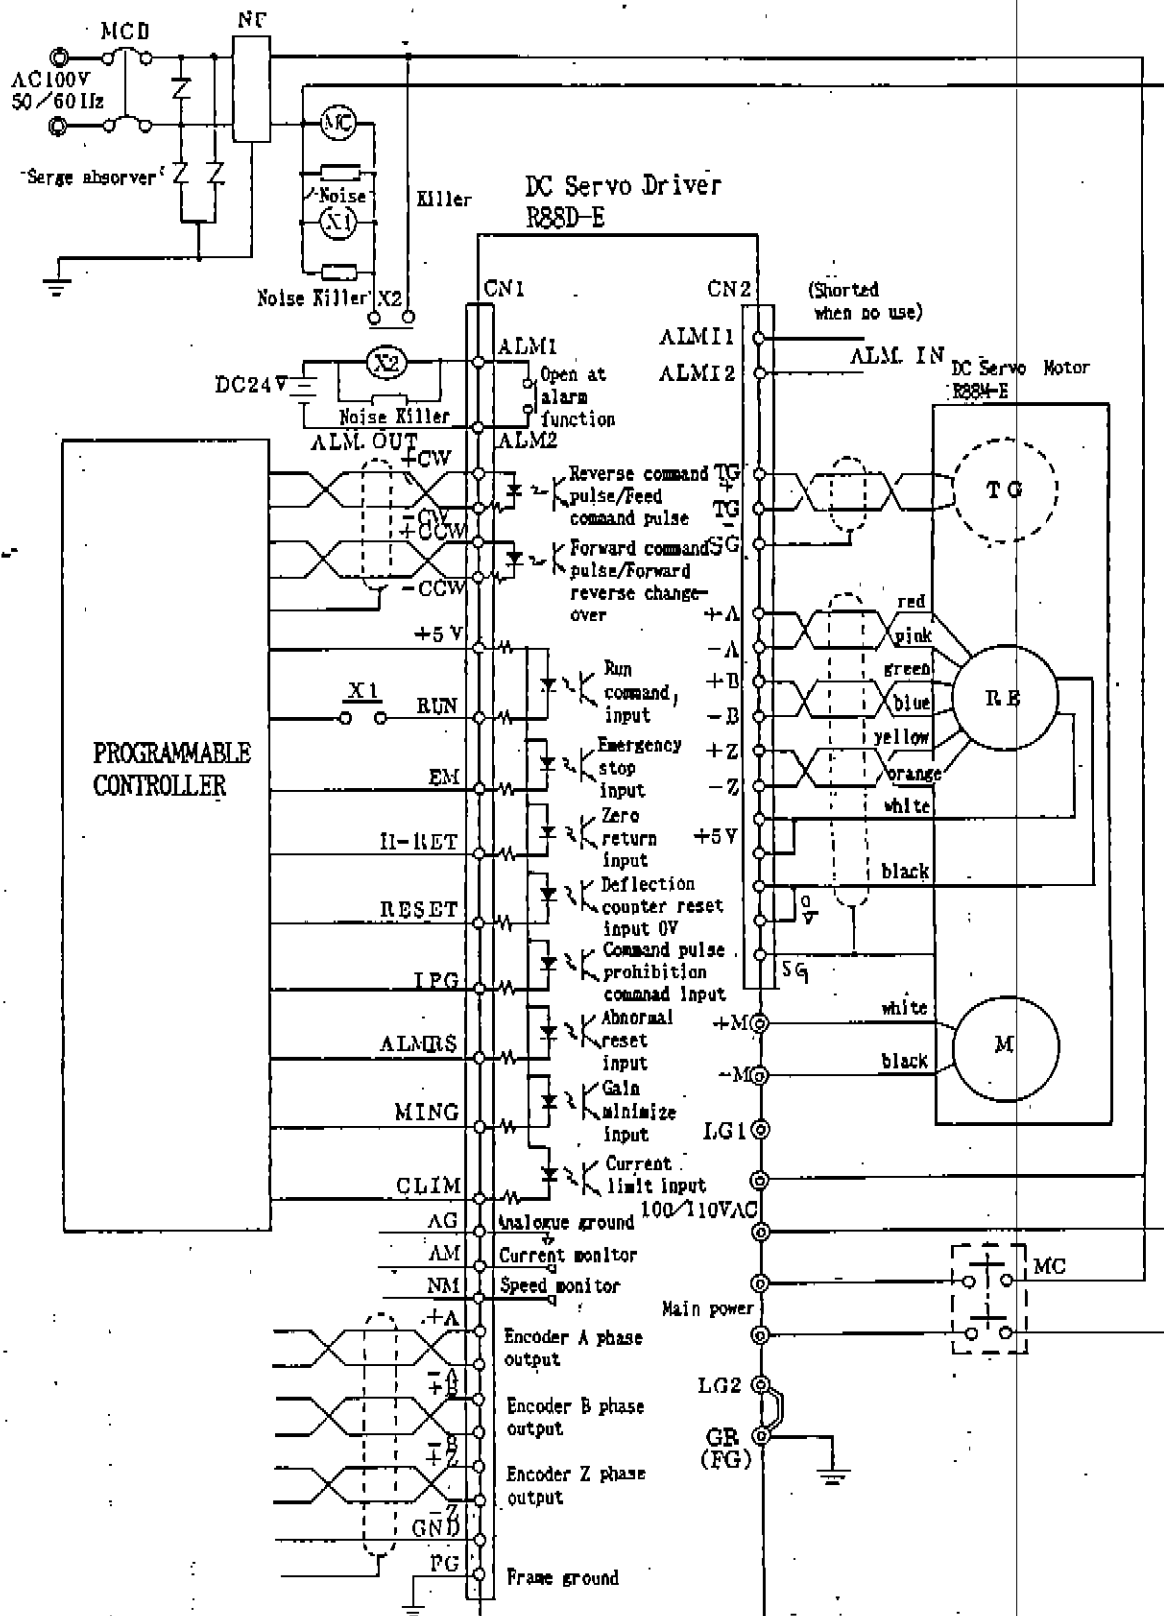 MCB
NF
AC100V
50/60Hz
MC
"Serge absorver"
Noise
Killer
X1
Noise Killer
X2
DC Servo Driver
R88D-E
CN1
CN2
(Shorted
when no use)
ALM1
ALMI1
ALM. IN
ALMI2
X2
DC24V
Noise Killer
Open at
alarm
function
ALM. OUT
ALM2
DC Servo Motor
R88M-E
+CW
-CW
Reverse command
pulse/Feed
command pulse
TG
+
TG
-
TG
+CCW
-CCW
Forward command
pulse/Forward
reverse change-
over
SG
+5V
Run
command,
input
X1
RUN
+A
red
-A
pink
+B
green
-B
blue
RE
+Z
yellow
-Z
orange
white
+5V
black
0V
SG
PROGRAMMABLE
CONTROLLER
EM
Emergency
stop
input
H-RET
Zero
return
input
RESET
Deflection
counter reset
input 0V
IPG
Command pulse
prohibition
commnad input
ALMRS
Abnormal
reset
input
+M
white
M
-M
black
MING
Gain
minimize
input
LG1
CLIM
Current
limit input
100/110VAC
AG
Analogue ground
AM
Current monitor
NM
Speed monitor
MC
Main power
+A
-A
Encoder A phase
output
+B
-B
Encoder B phase
output
LG2
GR
(FG)
+Z
-Z
Encoder Z phase
output
GND
FG
Frame ground